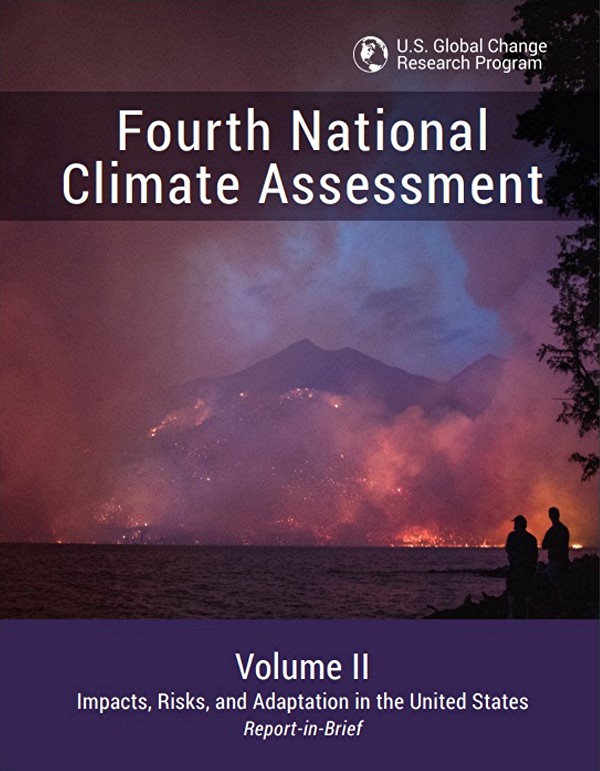 U.S. Global Change
Research Program
Fourth National
Climate Assessment
Volume II
Impacts, Risks, and Adaptation in the United States
Report-in-Brief